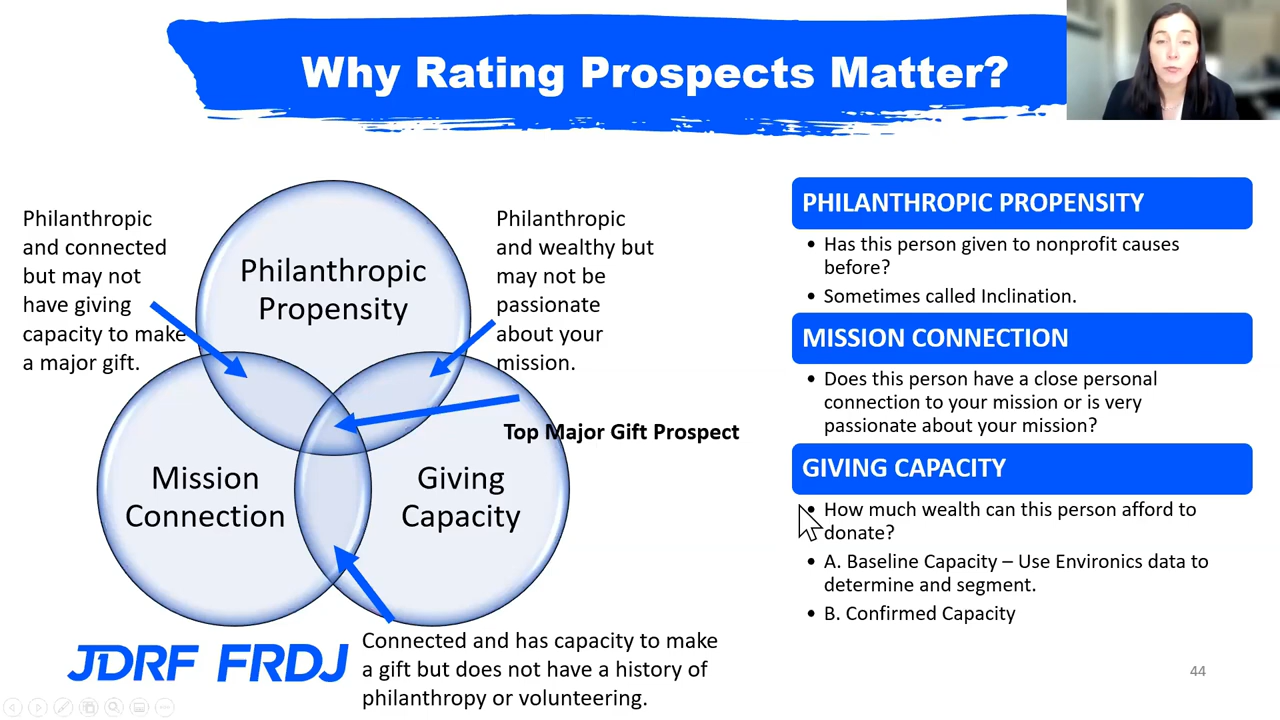 Why Rating Prospects Matter?
Philanthropic
and connected
but may not
have giving
capacity to make
a major gift.
Philanthropic
Propensity
Philanthropic
and wealthy but
may not be
passionate
about your
mission.
Top Major Gift Prospect
Mission
Connection
Giving
Capacity
Connected and has capacity to make
a gift but does not have a history of
philanthropy or volunteering.
JDRF FRDJ
PHILANTHROPIC PROPENSITY
• Has this person given to nonprofit causes
before?
• Sometimes called Inclination.
MISSION CONNECTION
• Does this person have a close personal
connection to your mission or is very
passionate about your mission?
GIVING CAPACITY
• How much wealth can this person afford to
donate?
• A. Baseline Capacity – Use Environics data to
determine and segment.
• B. Confirmed Capacity
44